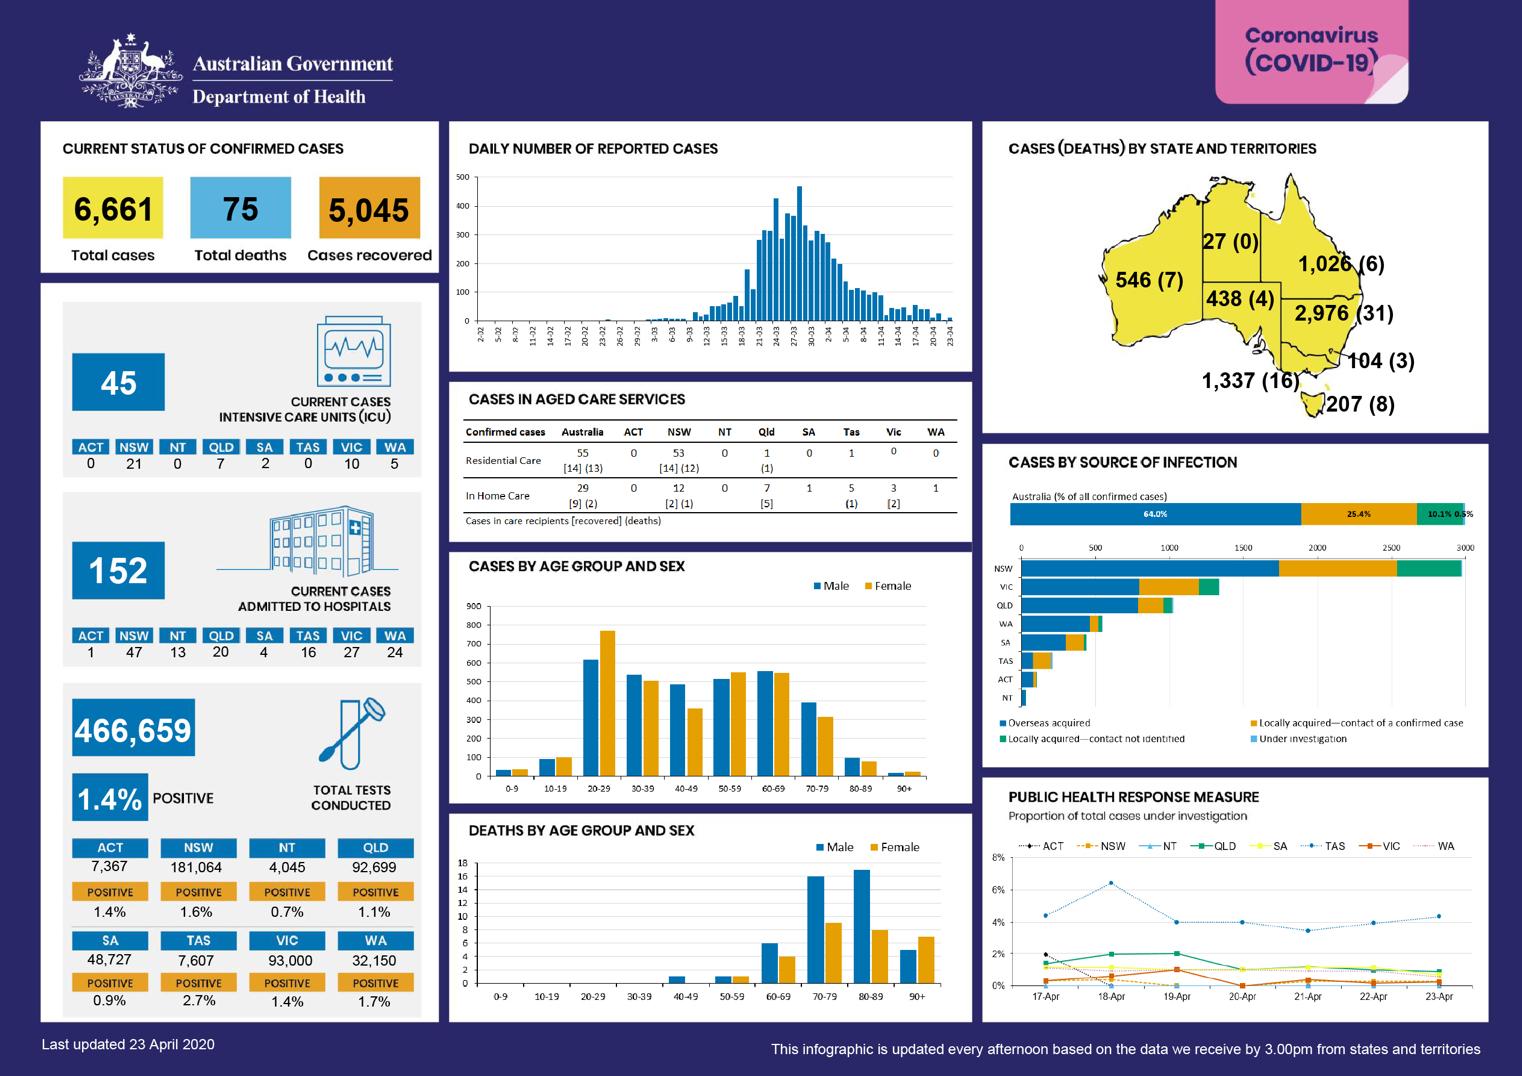 Australian Government
Department of Health
Coronavirus
(COVID-19)
CURRENT STATUS OF CONFIRMED CASES
6,661 75 5,045
Total cases Total deaths Cases recovered
45
CURRENT CASES
INTENSIVE CARE UNITS (ICU)
ACT NSW NT QLD SA TAS VIC WA
0 21 0 7 2 0 10 5
152
CURRENT CASES
ADMITTED TO HOSPITALS
ACT NSW NT QLD SA TAS VIC WA
1 47 13 20 4 16 27 24
466,659
1.4% POSITIVE
TOTAL TESTS
CONDUCTED
ACT NSW NT QLD
7,367 181,064 4,045 92,699
POSITIVE POSITIVE POSITIVE POSITIVE
1.4% 1.6% 0.7% 1.1%
SA TAS VIC WA
48,727 7,607 93,000 32,150
POSITIVE POSITIVE POSITIVE POSITIVE
0.9% 2.7% 1.4% 1.7%
DAILY NUMBER OF REPORTED CASES
500
400
300
200
100
0
2-02 5-02 8-02 11-02 14-02 17-02 20-02 23-02 26-02 29-02 3-03 6-03 9-03 12-03 15-03 18-03 21-03 24-03 27-03 30-03 2-04 5-04 8-04 11-04 14-04 17-04 20-04 23-04
CASES IN AGED CARE SERVICES
Confirmed cases Australia ACT NSW NT Qld SA Tas Vic WA
Residential Care 55 0 53 0 1 0 1 0 0
[14] (13) [14] (12) (1)
In Home Care 29 0 12 0 7 1 5 3 1
[9] (2) [2] (1) [5] (1) [2]
Cases in care recipients [recovered] (deaths)
CASES BY AGE GROUP AND SEX
Male Female
900
800
700
600
500
400
300
200
100
0
0-9 10-19 20-29 30-39 40-49 50-59 60-69 70-79 80-89 90+
DEATHS BY AGE GROUP AND SEX
Male Female
18
16
14
12
10
8
6
4
2
0
0-9 10-19 20-29 30-39 40-49 50-59 60-69 70-79 80-89 90+
CASES (DEATHS) BY STATE AND TERRITORIES
27 (0)
1,026 (6)
546 (7)
438 (4)
2,976 (31)
104 (3)
1,337 (16)
207 (8)
CASES BY SOURCE OF INFECTION
Australia (% of all confirmed cases)
64.0% 25.4% 10.1% 0.5%
0 500 1000 1500 2000 2500 3000
NSW
VIC
QLD
WA
SA
TAS
ACT
NT
Overseas acquired Locally acquired—contact of a confirmed case
Locally acquired—contact not identified Under investigation
PUBLIC HEALTH RESPONSE MEASURE
Proportion of total cases under investigation
ACT NSW NT QLD SA TAS VIC WA
8%
6%
4%
2%
0%
17-Apr 18-Apr 19-Apr 20-Apr 21-Apr 22-Apr 23-Apr
Last updated 23 April 2020
This infographic is updated every afternoon based on the data we receive by 3.00pm from states and territories